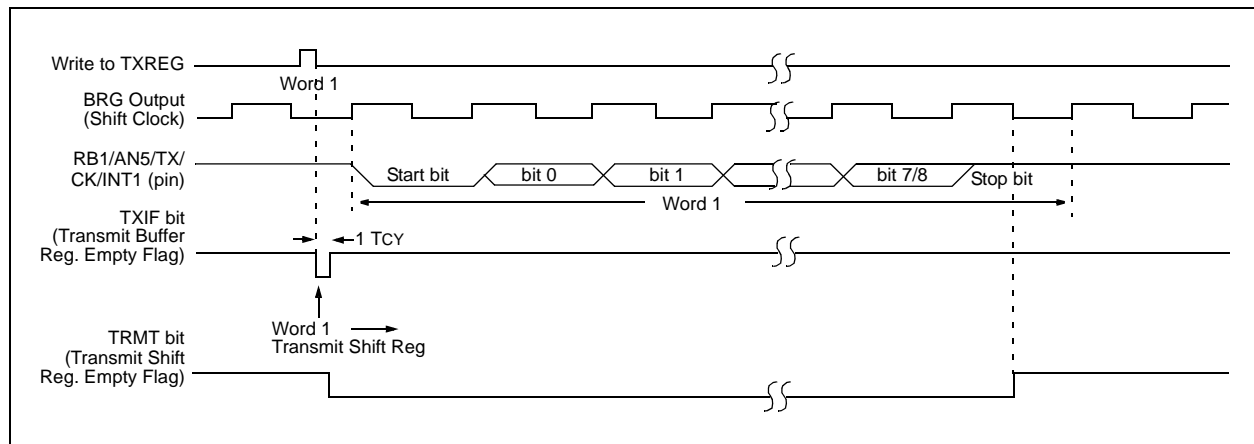 Write to TXREG
Word 1
BRG Output
(Shift Clock)
RB1/AN5/TX/
CK/INT1 (pin)
Start bit
bit 0
bit 1
bit 7/8
Stop bit
Word 1
TXIF bit
(Transmit Buffer
Reg. Empty Flag)
1 TCY
Word 1
Transmit Shift Reg
TRMT bit
(Transmit Shift
Reg. Empty Flag)